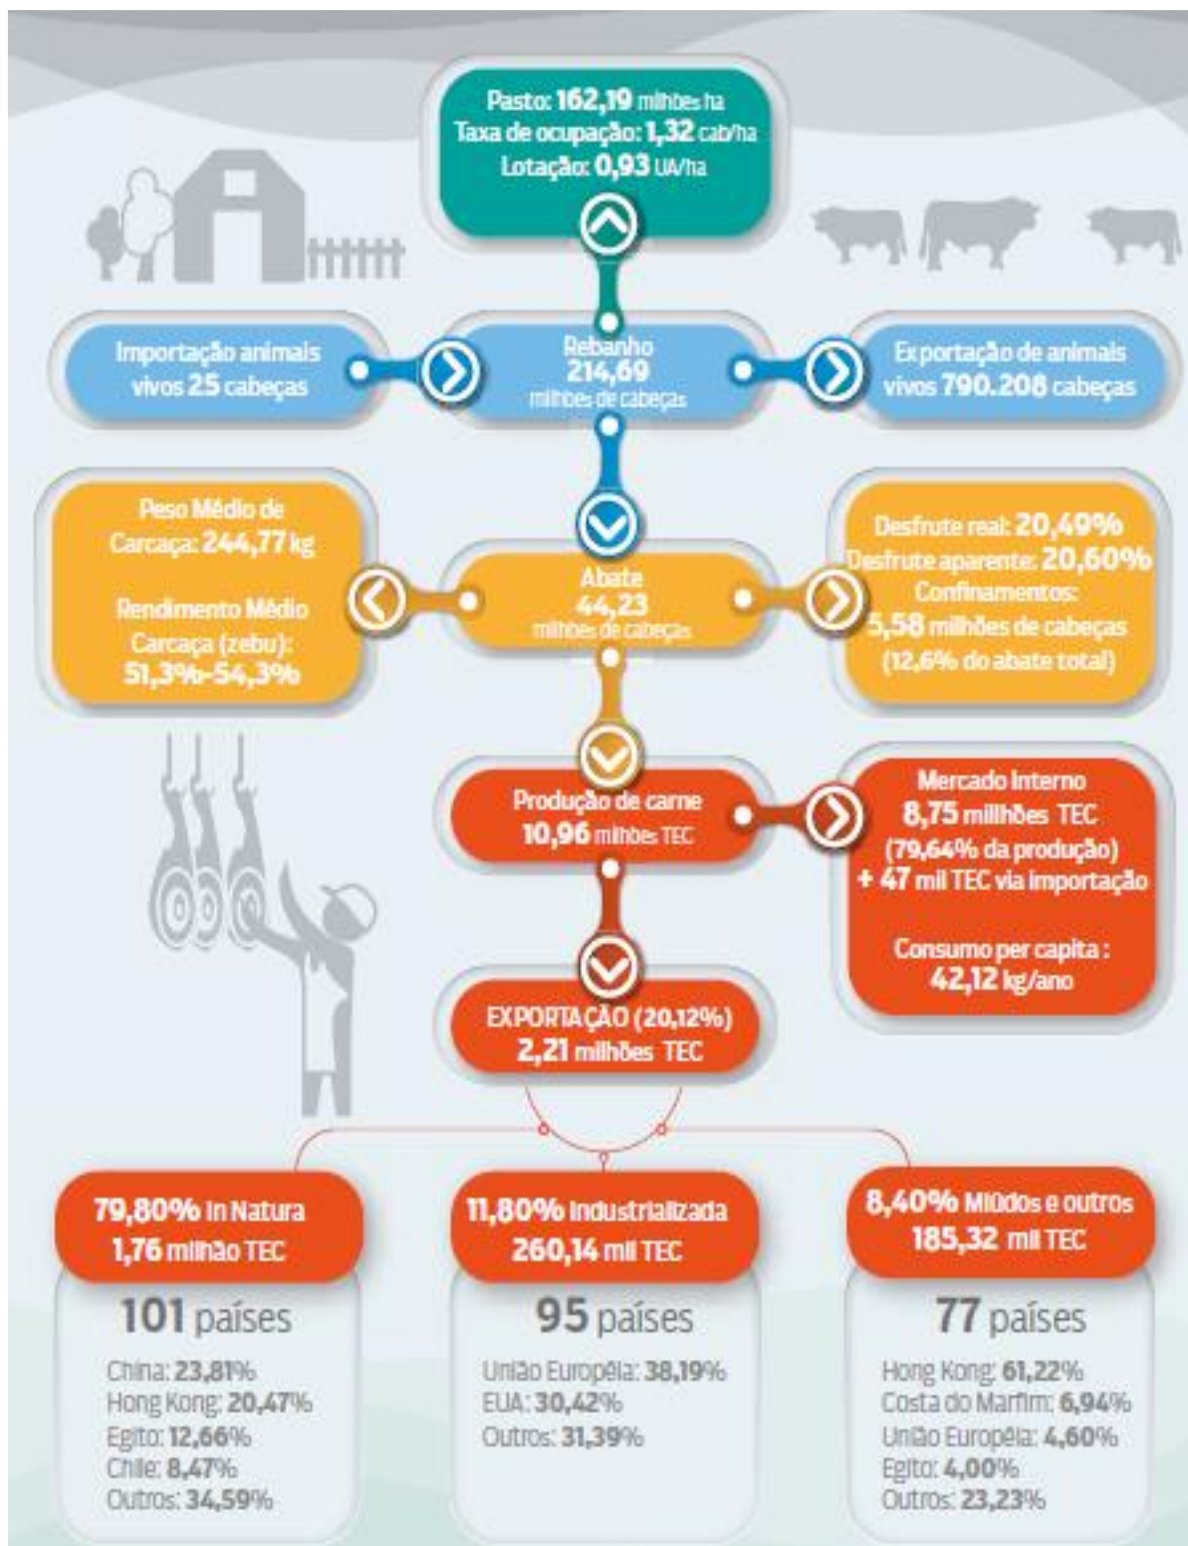 Pasto: 162,19 milhões ha
Taxa de ocupação: 1,32 cab/ha
Lotação: 0,93 UA/ha
Importação animais
vivos 25 cabeças
Rebanho
214,69
milhões de cabeças
Exportação de animais
vivos 790.208 cabeças
Peso Médio de
Carcaça: 244,77 kg
Rendimento Médio
Carcaça (zebu):
51,3%-54,3%
Abate
44,23
milhões de cabeças
Desfrute real: 20,49%
Desfrute aparente: 20,60%
Confinamentos:
5,58 milhões de cabeças
(12,6% do abate total)
Produção de carne
10,96 milhões TEC
Mercado Interno
8,75 millhões TEC
(79,64% da produção)
+ 47 mil TEC via importação
Consumo per capita :
42,12 kg/ano
EXPORTAÇÃO (20,12%)
2,21 milhões TEC
79,80% In Natura
1,76 milhão TEC
101 países
China: 23,81%
Hong Kong: 20,47%
Egito: 12,66%
Chile: 8,47%
Outros: 34,59%
11,80% Industrializada
260,14 mil TEC
95 países
União Européia: 38,19%
EUA: 30,42%
Outros: 31,39%
8,40% Miúdos e outros
185,32 mil TEC
77 países
Hong Kong: 61,22%
Costa do Marfim: 6,94%
União Européia: 4,60%
Egito: 4,00%
Outros: 23,23%